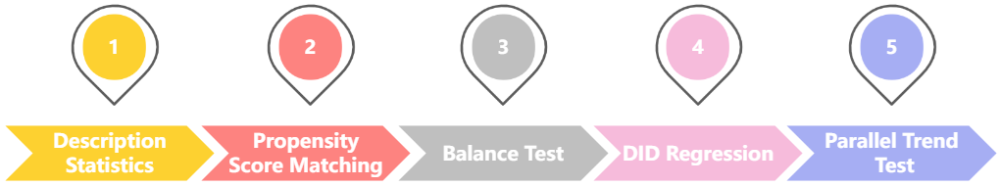 1
2
3
4
5
Description
Statistics
Propensity
Score Matching
Balance Test
DID Regression
Parallel Trend
Test